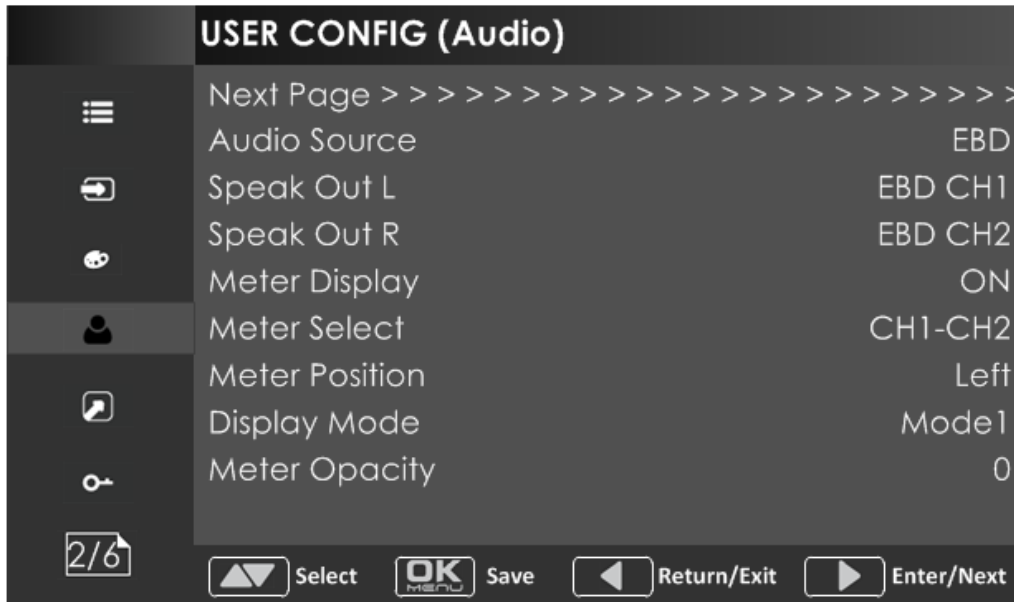 USER CONFIG (Audio)
Next Page > > > > > > > > > > > > > > > > > > > > > > >
Audio Source EBD
Speak Out L EBD CH1
Speak Out R EBD CH2
Meter Display ON
Meter Select CH1-CH2
Meter Position Left
Display Mode Mode1
Meter Opacity 0
2/6
Select OK MENU Save Return/Exit Enter/Next